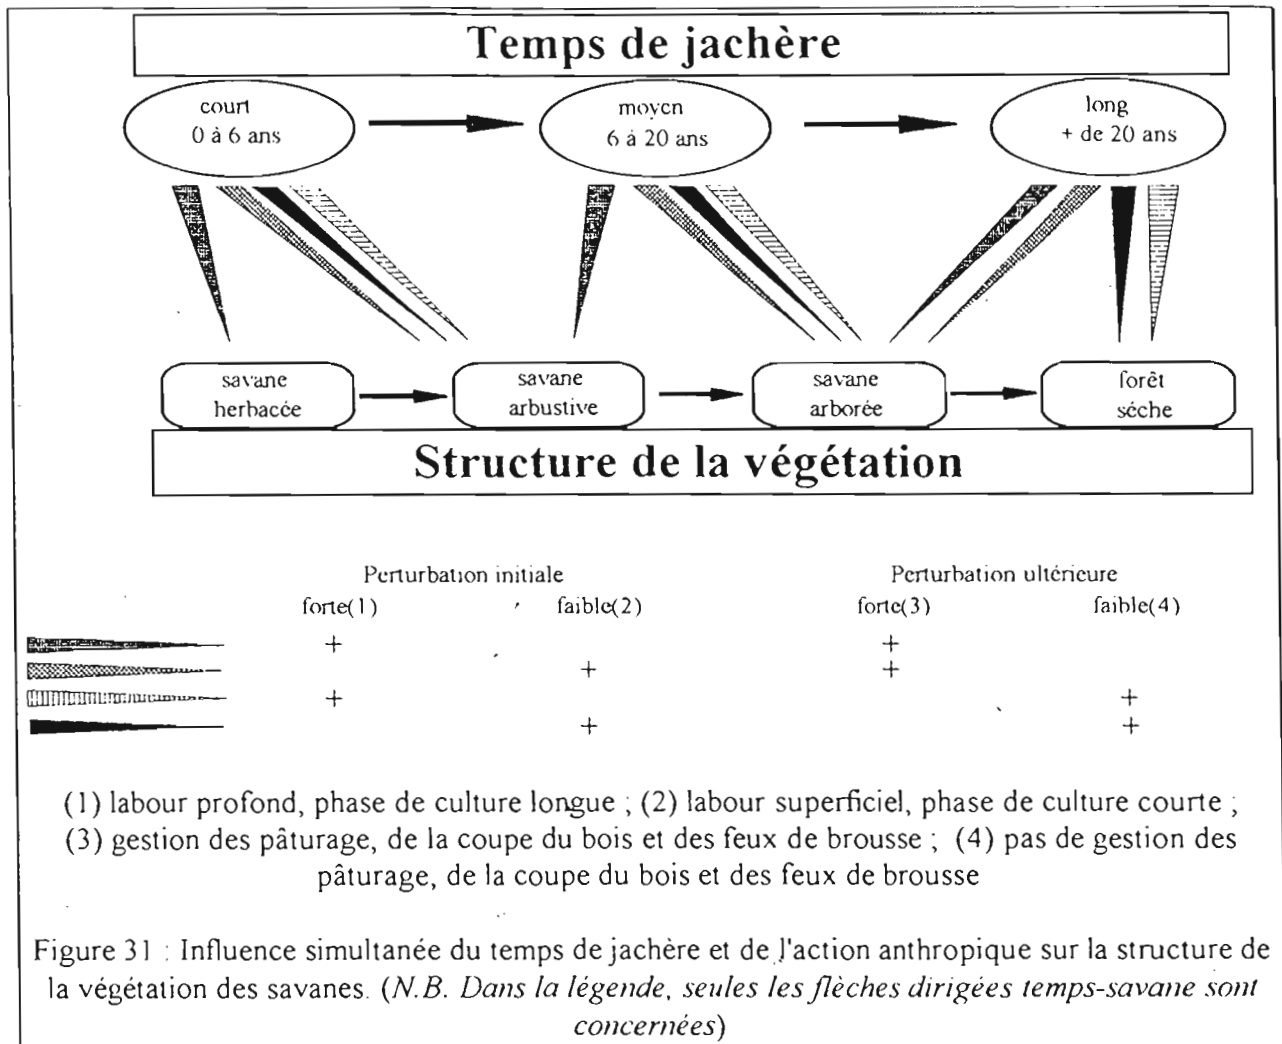 Temps de jachère
court
0 à 6 ans
moyen
6 à 20 ans
long
+ de 20 ans
savane
herbacée
savane
arbustive
savane
arborée
forêt
séche
Structure de la végétation
Perturbation initiale Perturbation ultérieure
forte(1) faible(2) forte(3) faible(4)
+ +
+ +
+ +
+ +
(1) labour profond, phase de culture longue ; (2) labour superficiel, phase de culture courte ;
(3) gestion des pâturage, de la coupe du bois et des feux de brousse ; (4) pas de gestion des
pâturage, de la coupe du bois et des feux de brousse
Figure 31 : Influence simultanée du temps de jachère et de l'action anthropique sur la structure de
la végétation des savanes. (N.B. Dans la légende, seules les flèches dirigées temps-savane sont
concernées)